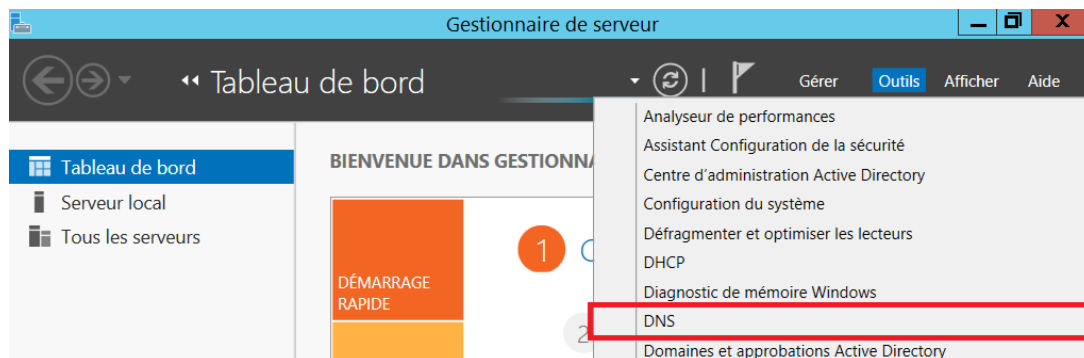 Gestionnaire de serveur
Tableau de bord
Gérer Outils Afficher Aide
Tableau de bord
Serveur local
Tous les serveurs
BIENVENUE DANS
1
DÉMARRAGE
RAPIDE
2
Analyseur de performances
Assistant Configuration de la sécurité
Centre d'administration Active Directory
Configuration du système
Défragmenter et optimiser les lecteurs
DHCP
Diagnostic de mémoire Windows
DNS
Domaines et approbations Active Directory